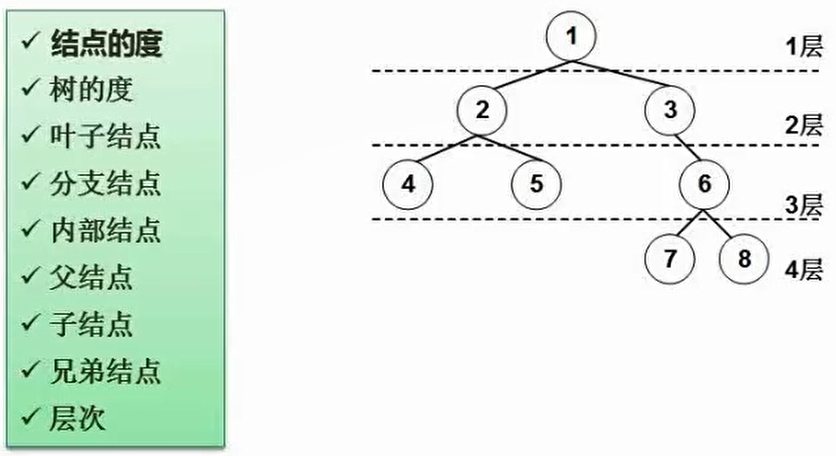 ✓ 结点的度
✓ 树的度
✓ 叶子结点
✓ 分支结点
✓ 内部结点
✓ 父结点
✓ 子结点
✓ 兄弟结点
✓ 层次
1
1层
2 3
2层
4 5 6
3层
7 8
4层